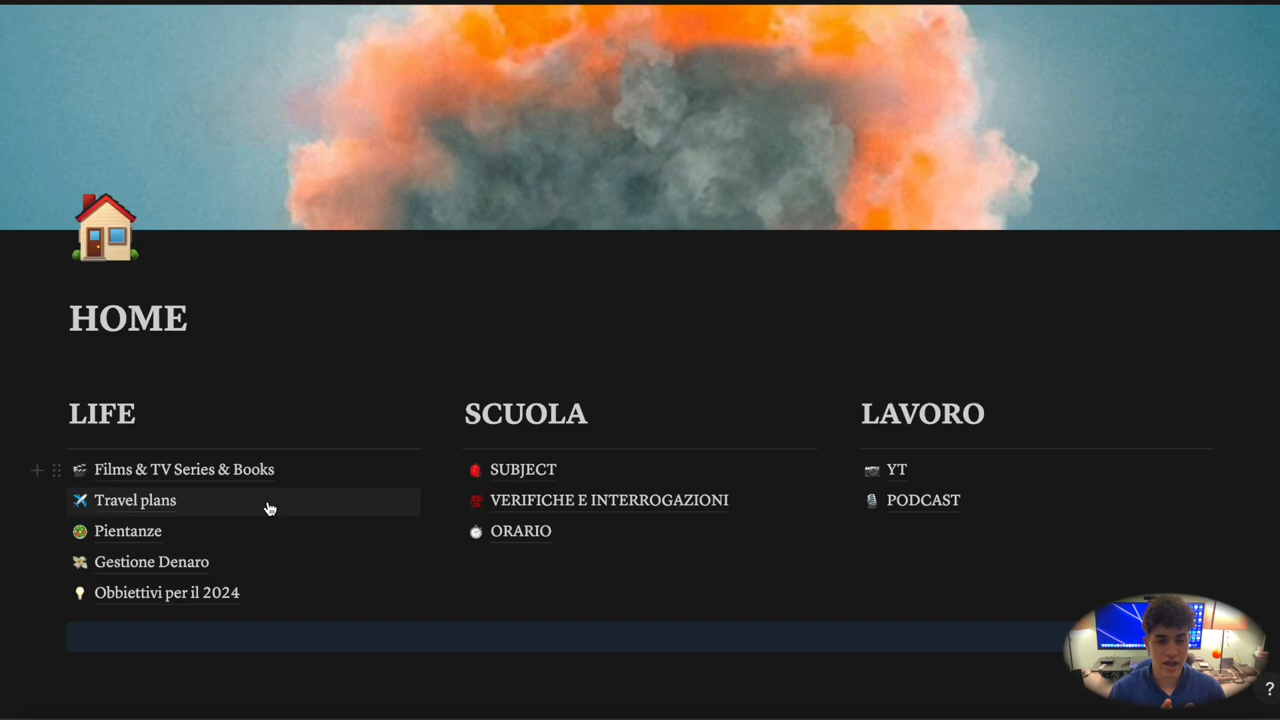 HOME
LIFE
Films & TV Series & Books
Travel plans
Pientanze
Gestione Denaro
Obbiettivi per il 2024
SCUOLA
SUBJECT
VERIFICHE E INTERROGAZIONI
ORARIO
LAVORO
YT
PODCAST
?